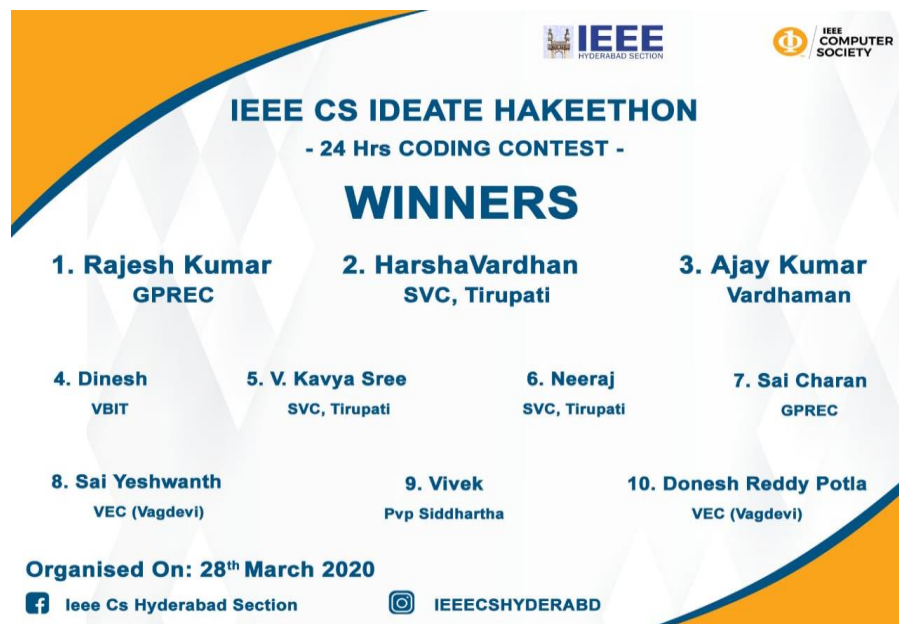 IEEE
HYDERABAD SECTION
IEEE
COMPUTER
SOCIETY
IEEE CS IDEATE HAKEETHON
- 24 Hrs CODING CONTEST -
WINNERS
1. Rajesh Kumar
GPREC
2. HarshaVardhan
SVC, Tirupati
3. Ajay Kumar
Vardhaman
4. Dinesh
VBIT
5. V. Kavya Sree
SVC, Tirupati
6. Neeraj
SVC, Tirupati
7. Sai Charan
GPREC
8. Sai Yeshwanth
VEC (Vagdevi)
9. Vivek
Pvp Siddhartha
10. Donesh Reddy Potla
VEC (Vagdevi)
Organised On: 28th March 2020
Ieee Cs Hyderabad Section
IEEECSHYDERABD